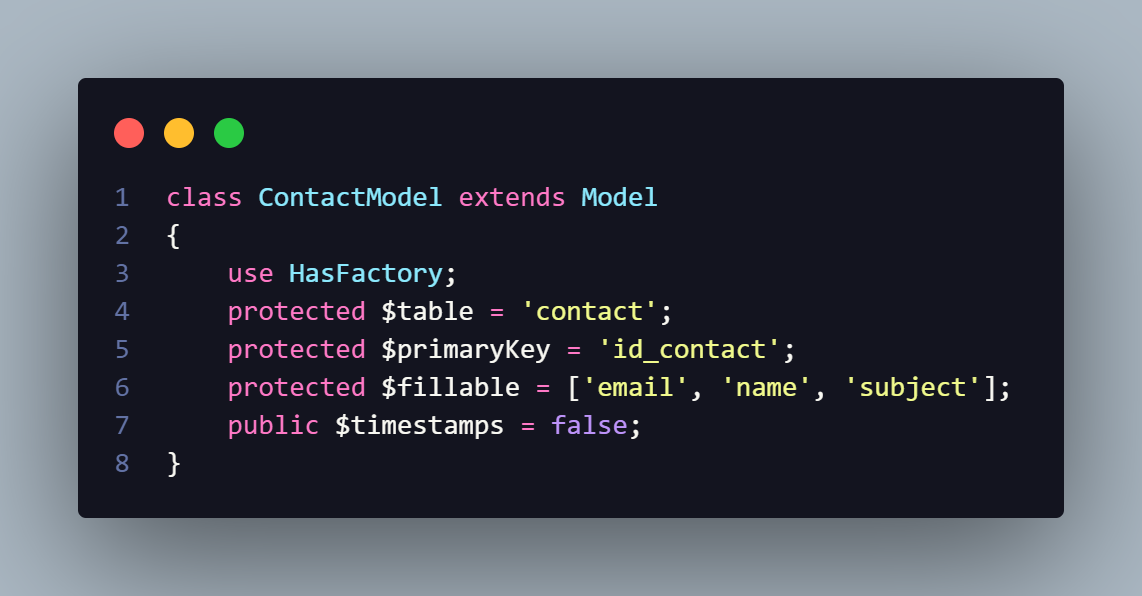 1 class ContactModel extends Model
2 {
3     use HasFactory;
4     protected $table = 'contact';
5     protected $primaryKey = 'id_contact';
6     protected $fillable = ['email', 'name', 'subject'];
7     public $timestamps = false;
8 }